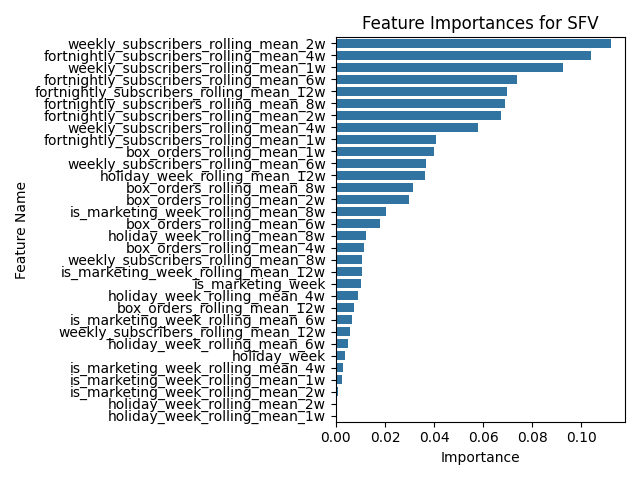 Feature Importances for SFV
weekly_subscribers_rolling_mean_2w
fortnightly_subscribers_rolling_mean_4w
weekly_subscribers_rolling_mean_1w
fortnightly_subscribers_rolling_mean_6w
fortnightly_subscribers_rolling_mean_12w
fortnightly_subscribers_rolling_mean_8w
fortnightly_subscribers_rolling_mean_2w
weekly_subscribers_rolling_mean_4w
fortnightly_subscribers_rolling_mean_1w
box_orders_rolling_mean_1w
weekly_subscribers_rolling_mean_6w
holiday_week_rolling_mean_12w
box_orders_rolling_mean_8w
box_orders_rolling_mean_2w
is_marketing_week_rolling_mean_8w
box_orders_rolling_mean_6w
holiday_week_rolling_mean_8w
box_orders_rolling_mean_4w
weekly_subscribers_rolling_mean_8w
is_marketing_week_rolling_mean_12w
is_marketing_week
holiday_week_rolling_mean_4w
box_orders_rolling_mean_12w
is_marketing_week_rolling_mean_6w
weekly_subscribers_rolling_mean_12w
holiday_week_rolling_mean_6w
holiday_week
is_marketing_week_rolling_mean_4w
is_marketing_week_rolling_mean_1w
is_marketing_week_rolling_mean_2w
holiday_week_rolling_mean_2w
holiday_week_rolling_mean_1w
Feature Name
0.00 0.02 0.04 0.06 0.08 0.10
Importance